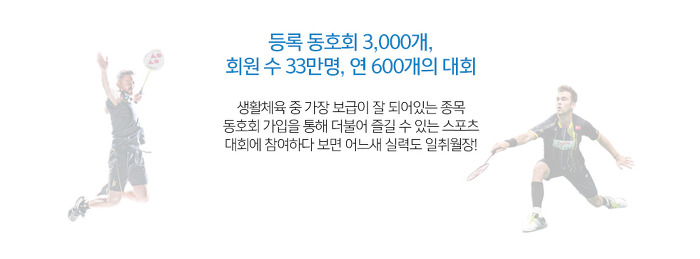 등록 동호회 3,000개,
회원 수 33만명, 연 600개의 대회
생활체육 중 가장 보급이 잘 되어있는 종목
동호회 가입을 통해 더불어 즐길 수 있는 스포츠
대회에 참여하다 보면 어느새 실력도 일취월장!